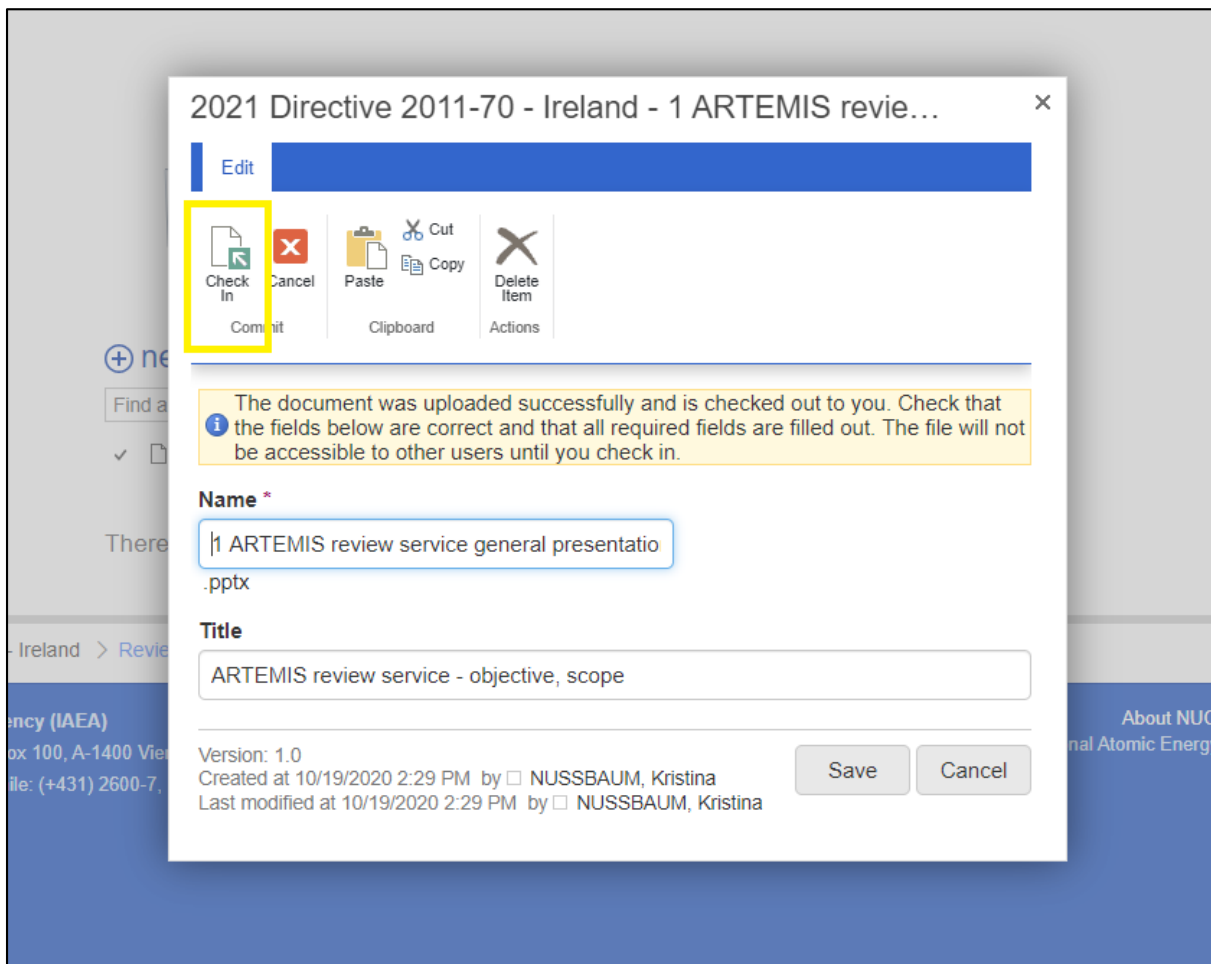 2021 Directive 2011-70 - Ireland - 1 ARTEMIS revie...
Edit
Check In
Cancel
Paste
Cut
Copy
Delete Item
Commit
Clipboard
Actions
ne
Find a
The document was uploaded successfully and is checked out to you. Check that
the fields below are correct and that all required fields are filled out. The file will not
be accessible to other users until you check in.
Name *
There
1 ARTEMIS review service general presentatio
.pptx
Title
- Ireland > Revie
ARTEMIS review service - objective, scope
ency (IAEA)
ox 100, A-1400 Vie
ile: (+431) 2600-7,
Version: 1.0
Created at 10/19/2020 2:29 PM by NUSSBAUM, Kristina
Last modified at 10/19/2020 2:29 PM by NUSSBAUM, Kristina
Save
Cancel
About NUC
nal Atomic Energ